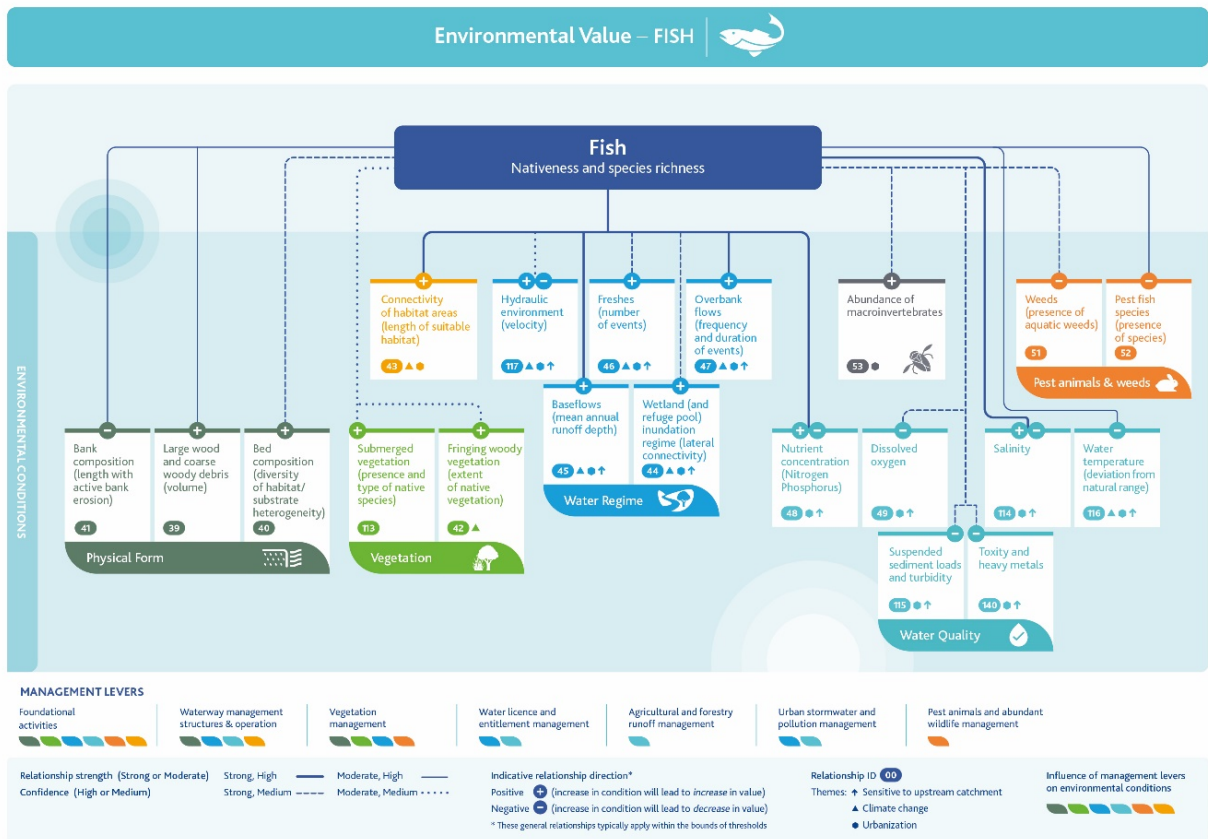 Environmental Value – FISH
Fish
Nativeness and species richness
ENVIRONMENTAL CONDITIONS
Connectivity
of habitat areas
(length of suitable
habitat)
43
Hydraulic
environment
(velocity)
117
Freshes
(number
of events)
46
Overbank
flows
(frequency
and duration
of events)
47
Abundance of
macroinvertebrates
53
Weeds
(presence of
aquatic weeds)
51
Pest fish
species
(presence
of species)
52
Pest animals & weeds
Baseflows
(mean annual
runoff depth)
45
Wetland (and
refuge pool)
inundation
regime (lateral
connectivity)
44
Water Regime
Bank
composition
(length with
active bank
erosion)
41
Large wood
and coarse
woody debris
(volume)
39
Bed
composition
(diversity
of habitat/
substrate
heterogeneity)
40
Physical Form
Submerged
vegetation
(presence and
type of native
species)
113
Fringing woody
vegetation
(extent
of native
vegetation)
42
Vegetation
Nutrient
concentration
(Nitrogen
Phosphorus)
48
Dissolved
oxygen
49
Salinity
114
Water
temperature
(deviation from
natural range)
116
Suspended
sediment loads
and turbidity
115
Toxity and
heavy metals
140
Water Quality
MANAGEMENT LEVERS
Foundational
activities
Waterway management
structures & operation
Vegetation
management
Water licence and
entitlement management
Agricultural and forestry
runoff management
Urban stormwater and
pollution management
Pest animals and abundant
wildlife management
Relationship strength (Strong or Moderate)
Confidence (High or Medium)
Strong, High
Moderate, High
Strong, Medium
Moderate, Medium
Indicative relationship direction*
Positive + (increase in condition will lead to increase in value)
Negative − (increase in condition will lead to decrease in value)
* These general relationships typically apply within the bounds of thresholds
Relationship ID 00
Themes: ↑ Sensitive to upstream catchment
▲ Climate change
● Urbanization
Influence of management levers
on environmental conditions